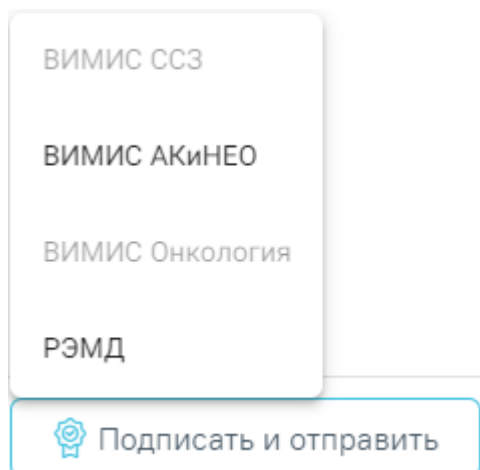 ВИМИС ССЗ
ВИМИС АКиНЕО
ВИМИС Онкология
РЭМД
Подписать и отправить